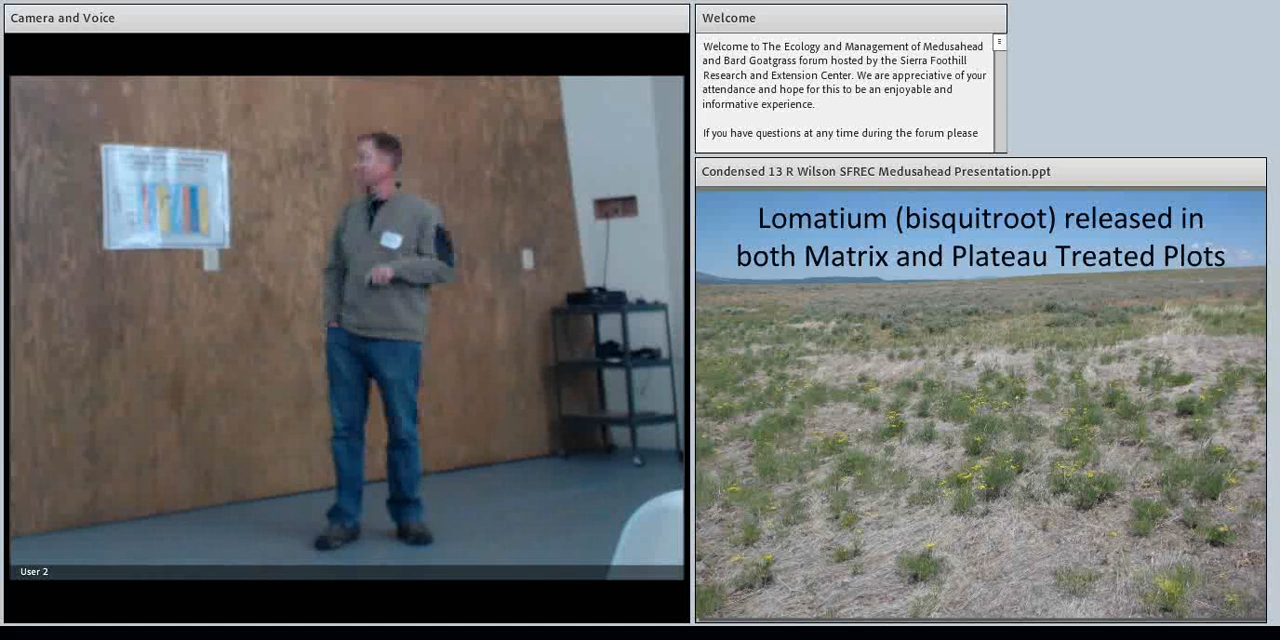 Camera and Voice
User 2
Welcome
Welcome to The Ecology and Management of Medusahead
and Bard Goatgrass forum hosted by the Sierra Foothill
Research and Extension Center. We are appreciative of your
attendance and hope for this to be an enjoyable and
informative experience.
If you have questions at any time during the forum please
Condensed 13 R Wilson SFREC Medusahead Presentation.ppt
Lomatium (bisquitroot) released in
both Matrix and Plateau Treated Plots